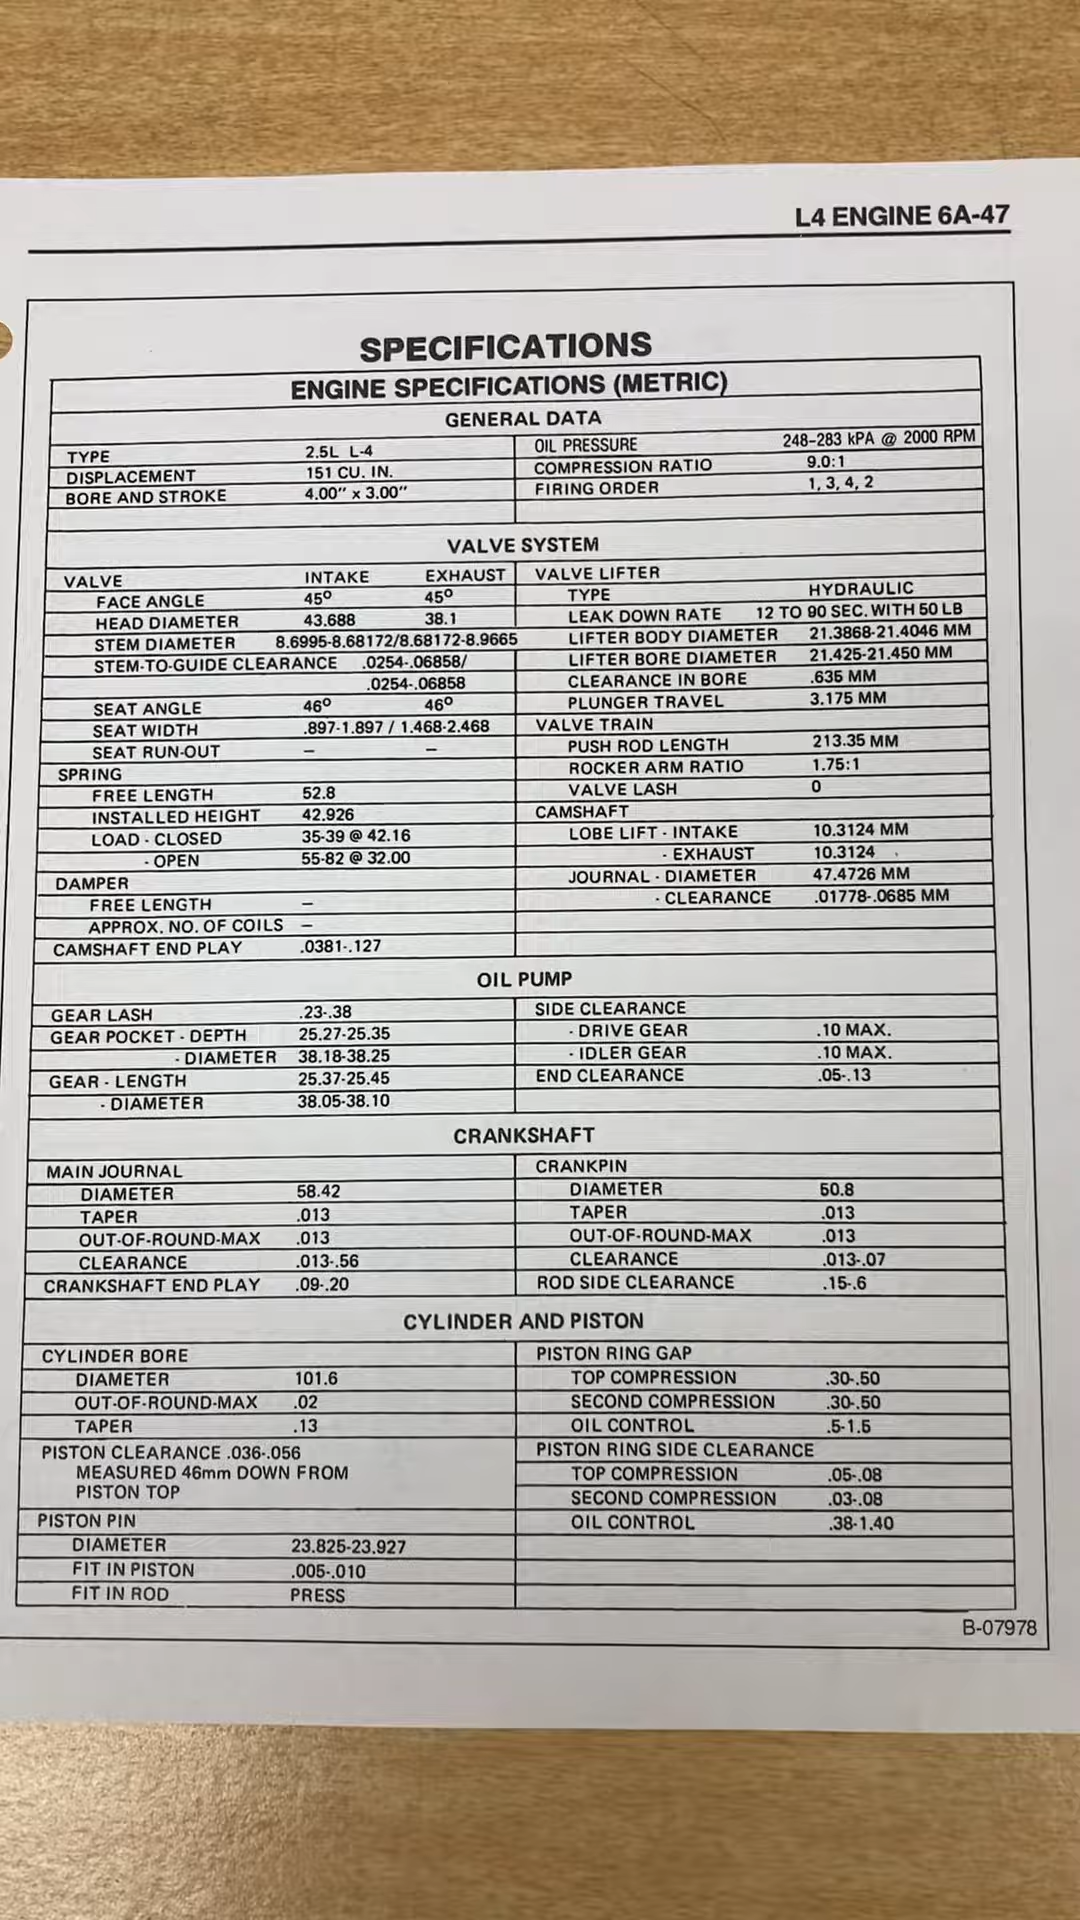 L4 ENGINE 6A-47
SPECIFICATIONS
ENGINE SPECIFICATIONS (METRIC)
GENERAL DATA
TYPE 2.5L L-4
DISPLACEMENT 151 CU. IN.
BORE AND STROKE 4.00" x 3.00"
OIL PRESSURE 248-283 kPA @ 2000 RPM
COMPRESSION RATIO 9.0:1
FIRING ORDER 1, 3, 4, 2
VALVE SYSTEM
VALVE INTAKE EXHAUST
FACE ANGLE 45º 45º
HEAD DIAMETER 43.688 38.1
STEM DIAMETER 8.6995-8.68172/8.68172-8.9665
STEM-TO-GUIDE CLEARANCE .0254-.06858/
.0254-.06858
SEAT ANGLE 46º 46º
SEAT WIDTH .897-1.897 / 1.468-2.468
SEAT RUN-OUT – –
SPRING
FREE LENGTH 52.8
INSTALLED HEIGHT 42.926
LOAD - CLOSED 35-39 @ 42.16
- OPEN 55-82 @ 32.00
DAMPER
FREE LENGTH –
APPROX. NO. OF COILS –
CAMSHAFT END PLAY .0381-.127
VALVE LIFTER
TYPE HYDRAULIC
LEAK DOWN RATE 12 TO 90 SEC. WITH 50 LB
LIFTER BODY DIAMETER 21.3868-21.4046 MM
LIFTER BORE DIAMETER 21.425-21.450 MM
CLEARANCE IN BORE .635 MM
PLUNGER TRAVEL 3.175 MM
VALVE TRAIN
PUSH ROD LENGTH 213.35 MM
ROCKER ARM RATIO 1.75:1
VALVE LASH 0
CAMSHAFT
LOBE LIFT - INTAKE 10.3124 MM
- EXHAUST 10.3124
JOURNAL - DIAMETER 47.4726 MM
- CLEARANCE .01778-.0685 MM
OIL PUMP
GEAR LASH .23-.38
GEAR POCKET - DEPTH 25.27-25.35
- DIAMETER 38.18-38.25
GEAR - LENGTH 25.37-25.45
- DIAMETER 38.05-38.10
SIDE CLEARANCE
- DRIVE GEAR .10 MAX.
- IDLER GEAR .10 MAX.
END CLEARANCE .05-.13
CRANKSHAFT
MAIN JOURNAL
DIAMETER 58.42
TAPER .013
OUT-OF-ROUND-MAX .013
CLEARANCE .013-.56
CRANKSHAFT END PLAY .09-.20
CRANKPIN
DIAMETER 50.8
TAPER .013
OUT-OF-ROUND-MAX .013
CLEARANCE .013-.07
ROD SIDE CLEARANCE .15-.6
CYLINDER AND PISTON
CYLINDER BORE
DIAMETER 101.6
OUT-OF-ROUND-MAX .02
TAPER .13
PISTON CLEARANCE .036-.056
MEASURED 46mm DOWN FROM
PISTON TOP
PISTON PIN
DIAMETER 23.825-23.927
FIT IN PISTON .005-.010
FIT IN ROD PRESS
PISTON RING GAP
TOP COMPRESSION .30-.50
SECOND COMPRESSION .30-.50
OIL CONTROL .5-1.5
PISTON RING SIDE CLEARANCE
TOP COMPRESSION .05-.08
SECOND COMPRESSION .03-.08
OIL CONTROL .38-1.40
B-07978